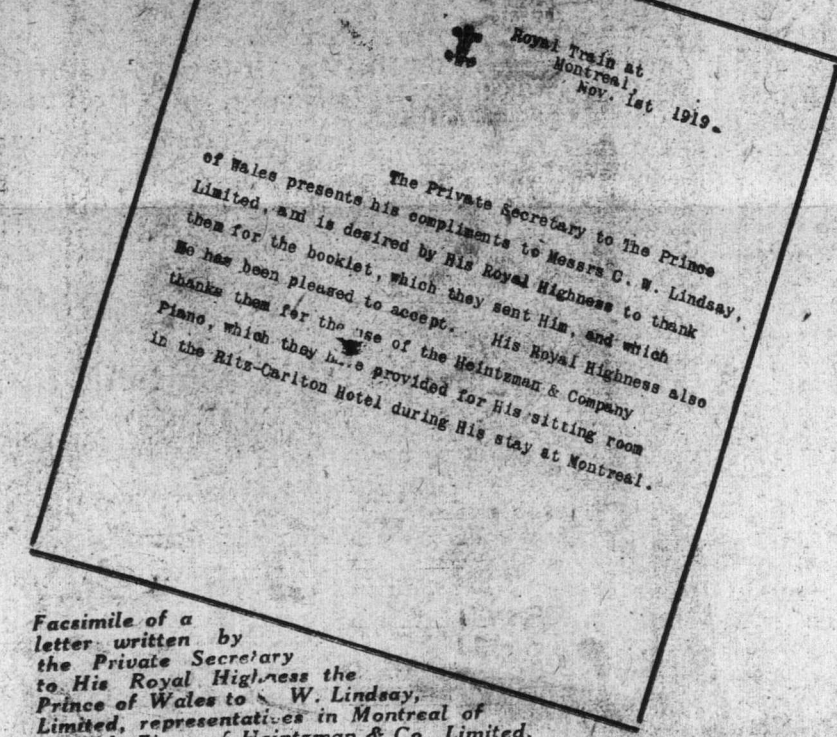 Royal Train at
Montreal,
Nov. 1st 1919.
The Private Secretary to The Prince
of Wales presents his compliments to Messrs C. W. Lindsay,
Limited, and is desired by His Royal Highness to thank
them for the booklet, which they sent Him, and which
He has been pleased to accept. His Royal Highness also
thanks them for the use of the Heintzman & Company
Piano, which they have provided for His sitting room
in the Ritz-Carlton Hotel during His stay at Montreal.
Facsimile of a
letter written by
the Private Secretary
to His Royal Highness the
Prince of Wales to W. Lindsay,
Limited, representatives in Montreal of
of Heintzman & Co. Limited.